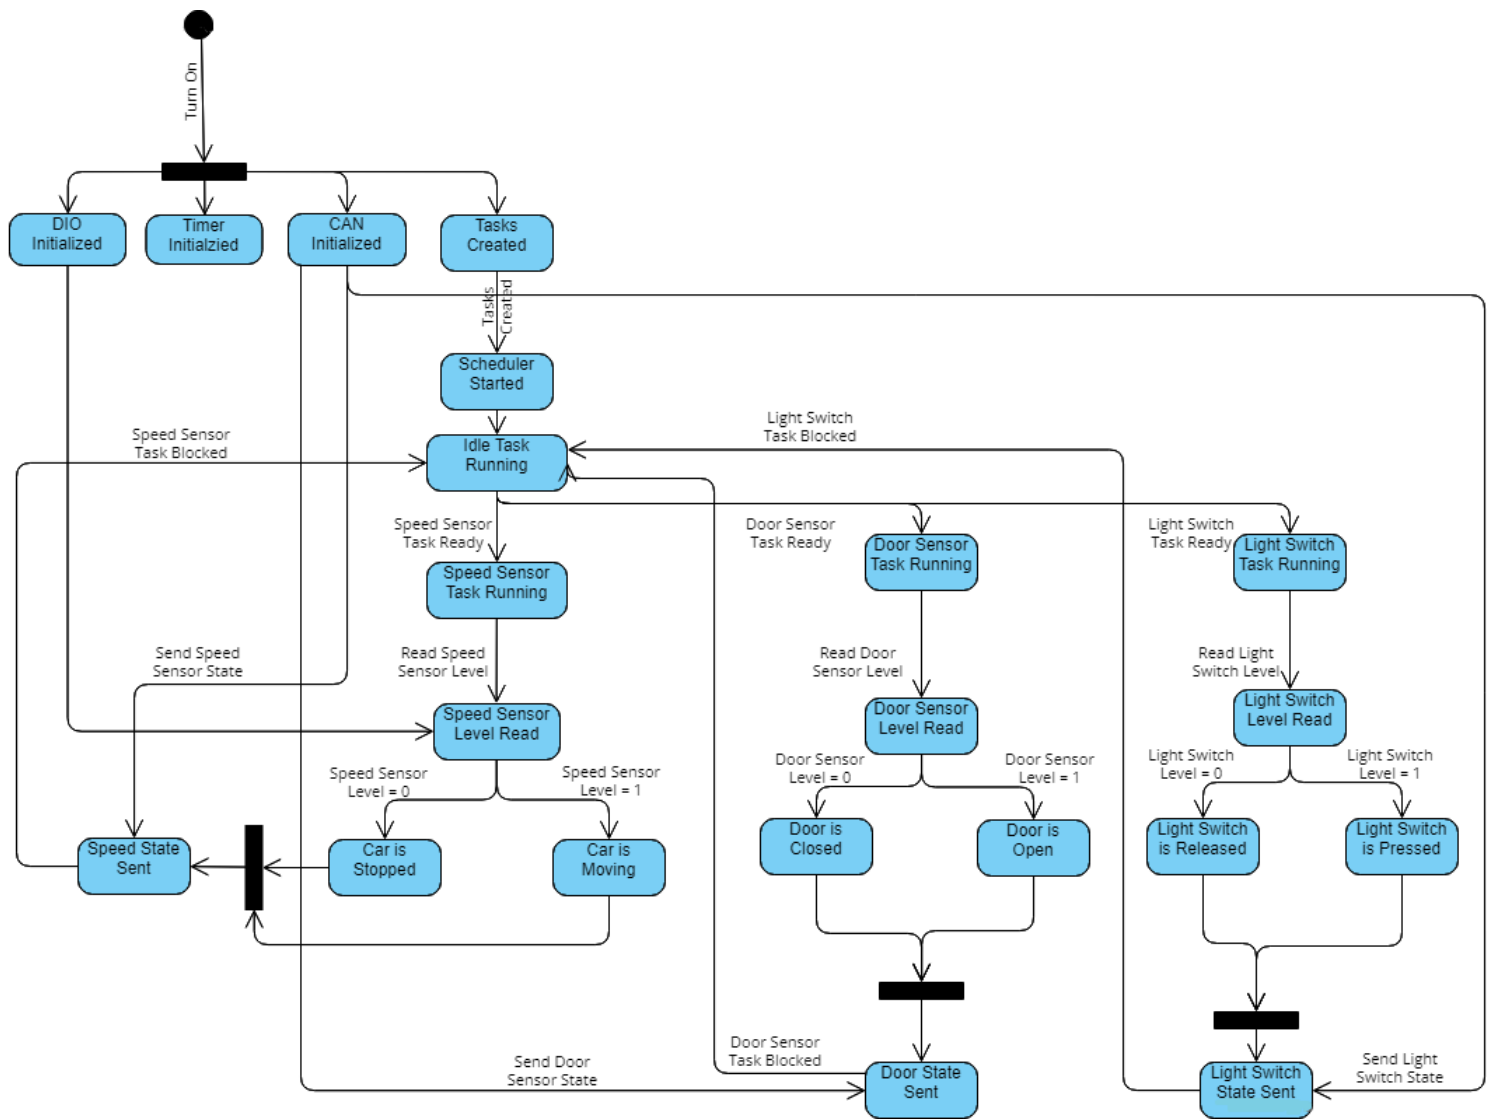 Turn On
DIO
Initialized
Timer
Initialzied
CAN
Initialized
Tasks
Created
Tasks
Created
Scheduler
Started
Speed Sensor
Task Blocked
Light Switch
Task Blocked
Idle Task
Running
Speed Sensor
Task Ready
Door Sensor
Task Ready
Light Switch
Task Ready
Speed Sensor
Task Running
Door Sensor
Task Running
Light Switch
Task Running
Send Speed
Sensor State
Read Speed
Sensor Level
Read Door
Sensor Level
Read Light
Switch Level
Speed Sensor
Level Read
Door Sensor
Level Read
Light Switch
Level Read
Speed Sensor
Level = 0
Speed Sensor
Level = 1
Door Sensor
Level = 0
Door Sensor
Level = 1
Light Switch
Level = 0
Light Switch
Level = 1
Speed State
Sent
Car is
Stopped
Car is
Moving
Door is
Closed
Door is
Open
Light Switch
is Released
Light Switch
is Pressed
Send Door
Sensor State
Door Sensor
Task Blocked
Door State
Sent
Light Switch
State Sent
Send Light
Switch State